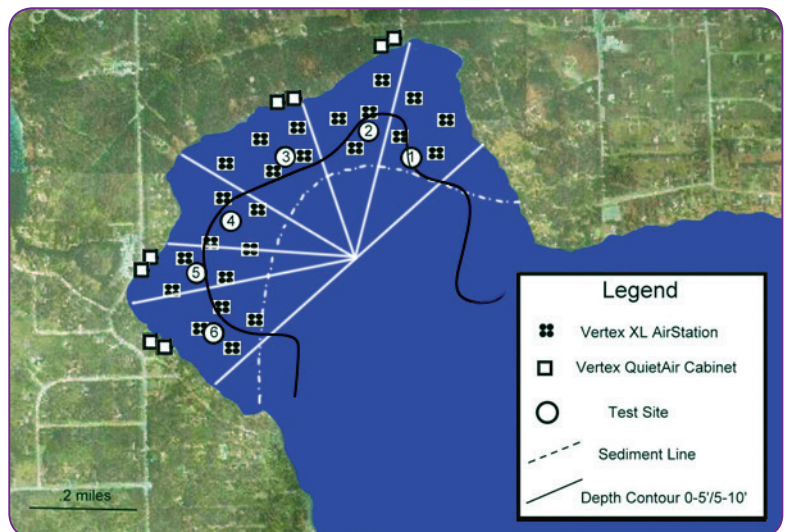 2
1
3
4
5
6
Legend
Vertex XL AirStation
Vertex QuietAir Cabinet
Test Site
Sediment Line
Depth Contour 0-5'/5-10'
.2 miles